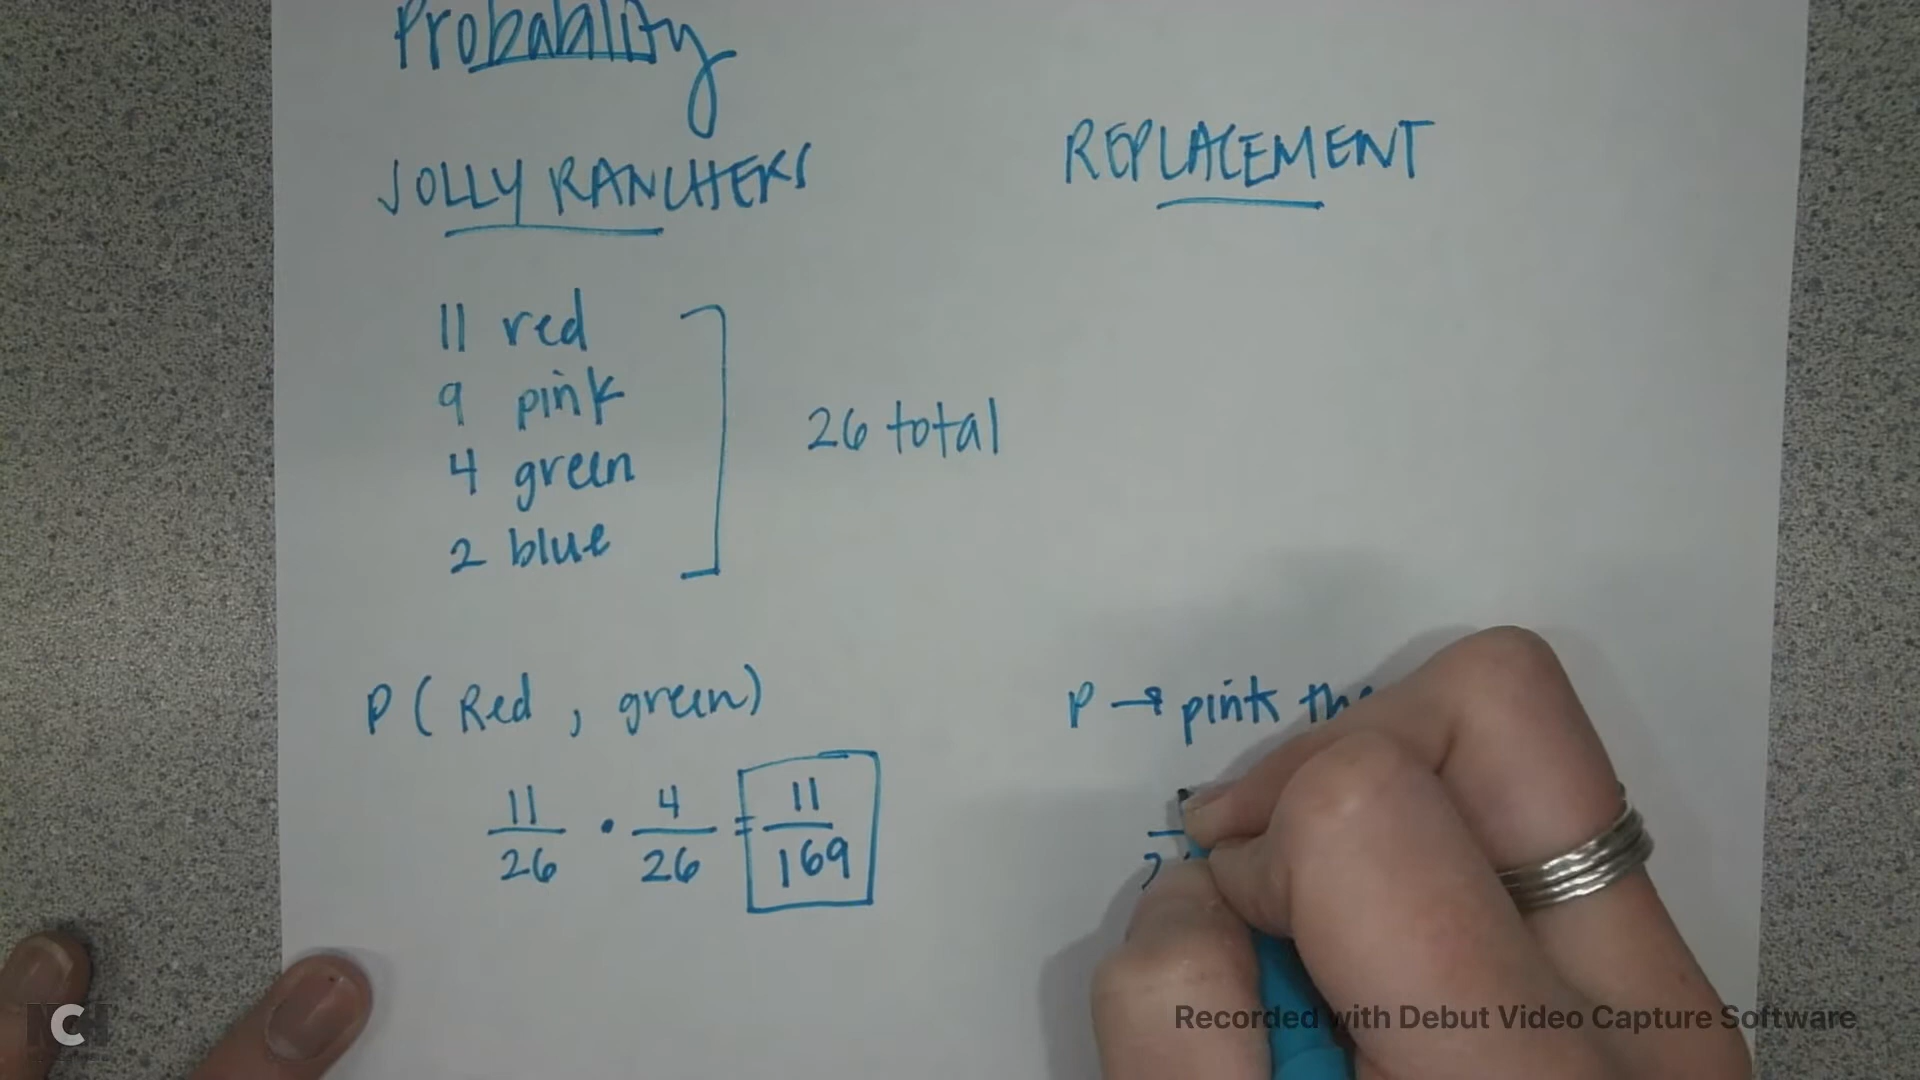 Probability
JOLLY RANCHERS
11 red
9 pink
4 green
2 blue
26 total
REPLACEMENT
P ( Red , green)
11/26 • 4/26 = 11/169
P → pink
Recorded with Debut Video Capture Software